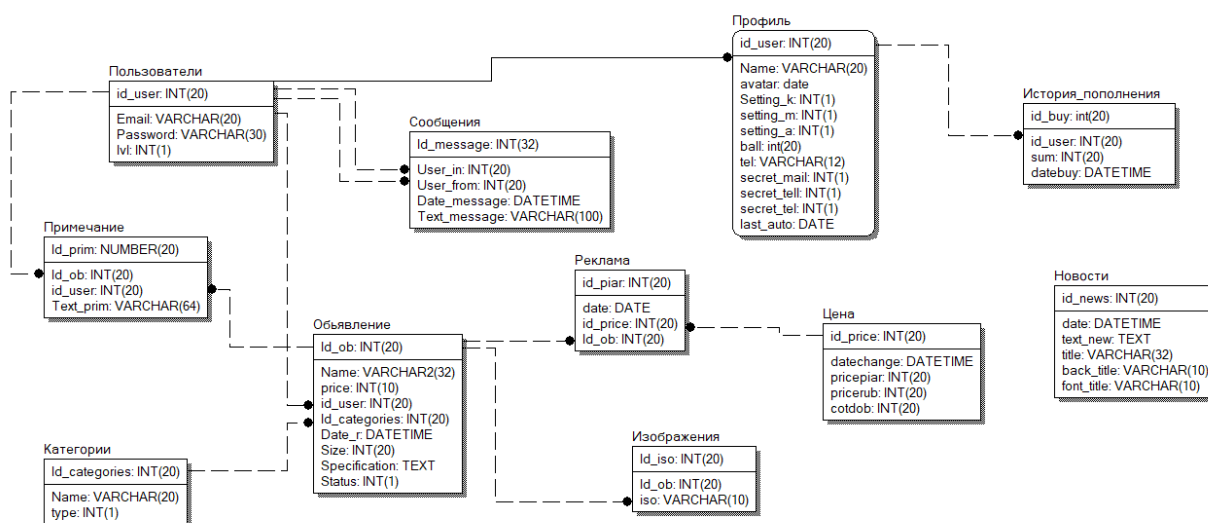 Профиль
id_user: INT(20)
Name: VARCHAR(20)
avatar: date
Setting_k: INT(1)
setting_m: INT(1)
setting_a: INT(1)
ball: int(20)
tel: VARCHAR(12)
secret_mail: INT(1)
secret_tell: INT(1)
secret_tel: INT(1)
last_auto: DATE
Пользователи
id_user: INT(20)
Email: VARCHAR(20)
Password: VARCHAR(30)
lvl: INT(1)
История_пополнения
id_buy: int(20)
id_user: INT(20)
sum: INT(20)
datebuy: DATETIME
Сообщения
Id_message: INT(32)
User_in: INT(20)
User_from: INT(20)
Date_message: DATETIME
Text_message: VARCHAR(100)
Примечание
Id_prim: NUMBER(20)
Id_ob: INT(20)
id_user: INT(20)
Text_prim: VARCHAR(64)
Реклама
id_piar: INT(20)
date: DATE
id_price: INT(20)
Id_ob: INT(20)
Новости
id_news: INT(20)
date: DATETIME
text_new: TEXT
title: VARCHAR(32)
back_title: VARCHAR(10)
font_title: VARCHAR(10)
Цена
id_price: INT(20)
datechange: DATETIME
pricepiar: INT(20)
pricerub: INT(20)
cotdob: INT(20)
Обьявление
Id_ob: INT(20)
Name: VARCHAR2(32)
price: INT(10)
id_user: INT(20)
Id_categories: INT(20)
Date_r: DATETIME
Size: INT(20)
Specification: TEXT
Status: INT(1)
Изображения
Id_iso: INT(20)
Id_ob: INT(20)
iso: VARCHAR(10)
Категории
Id_categories: INT(20)
Name: VARCHAR(20)
type: INT(1)